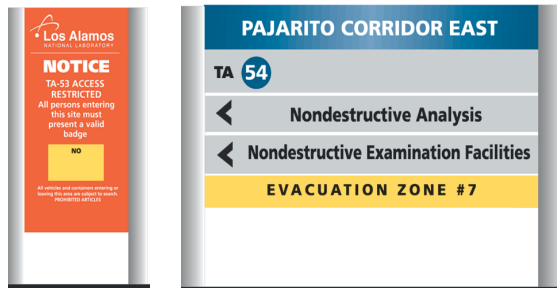 Los Alamos
NATIONAL LABORATORY
NOTICE
TA-53 ACCESS
RESTRICTED
All persons entering
this site must
present a valid
badge
NO
All vehicles and containers entering or
leaving this area are subject to search.
PROHIBITED ARTICLES
PAJARITO CORRIDOR EAST
TA 54
Nondestructive Analysis
Nondestructive Examination Facilities
EVACUATION ZONE #7